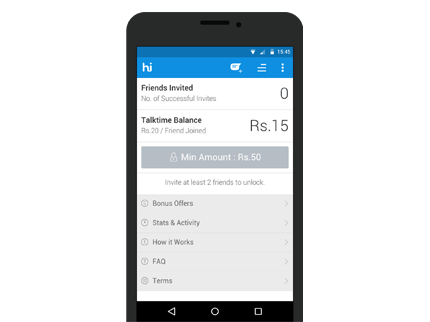 15:45
hi
Friends Invited
No. of Successful Invites
0
Talktime Balance
Rs.20 / Friend Joined
Rs.15
Min Amount : Rs.50
Invite at least 2 friends to unlock.
Bonus Offers
Stats & Activity
How it Works
FAQ
Terms